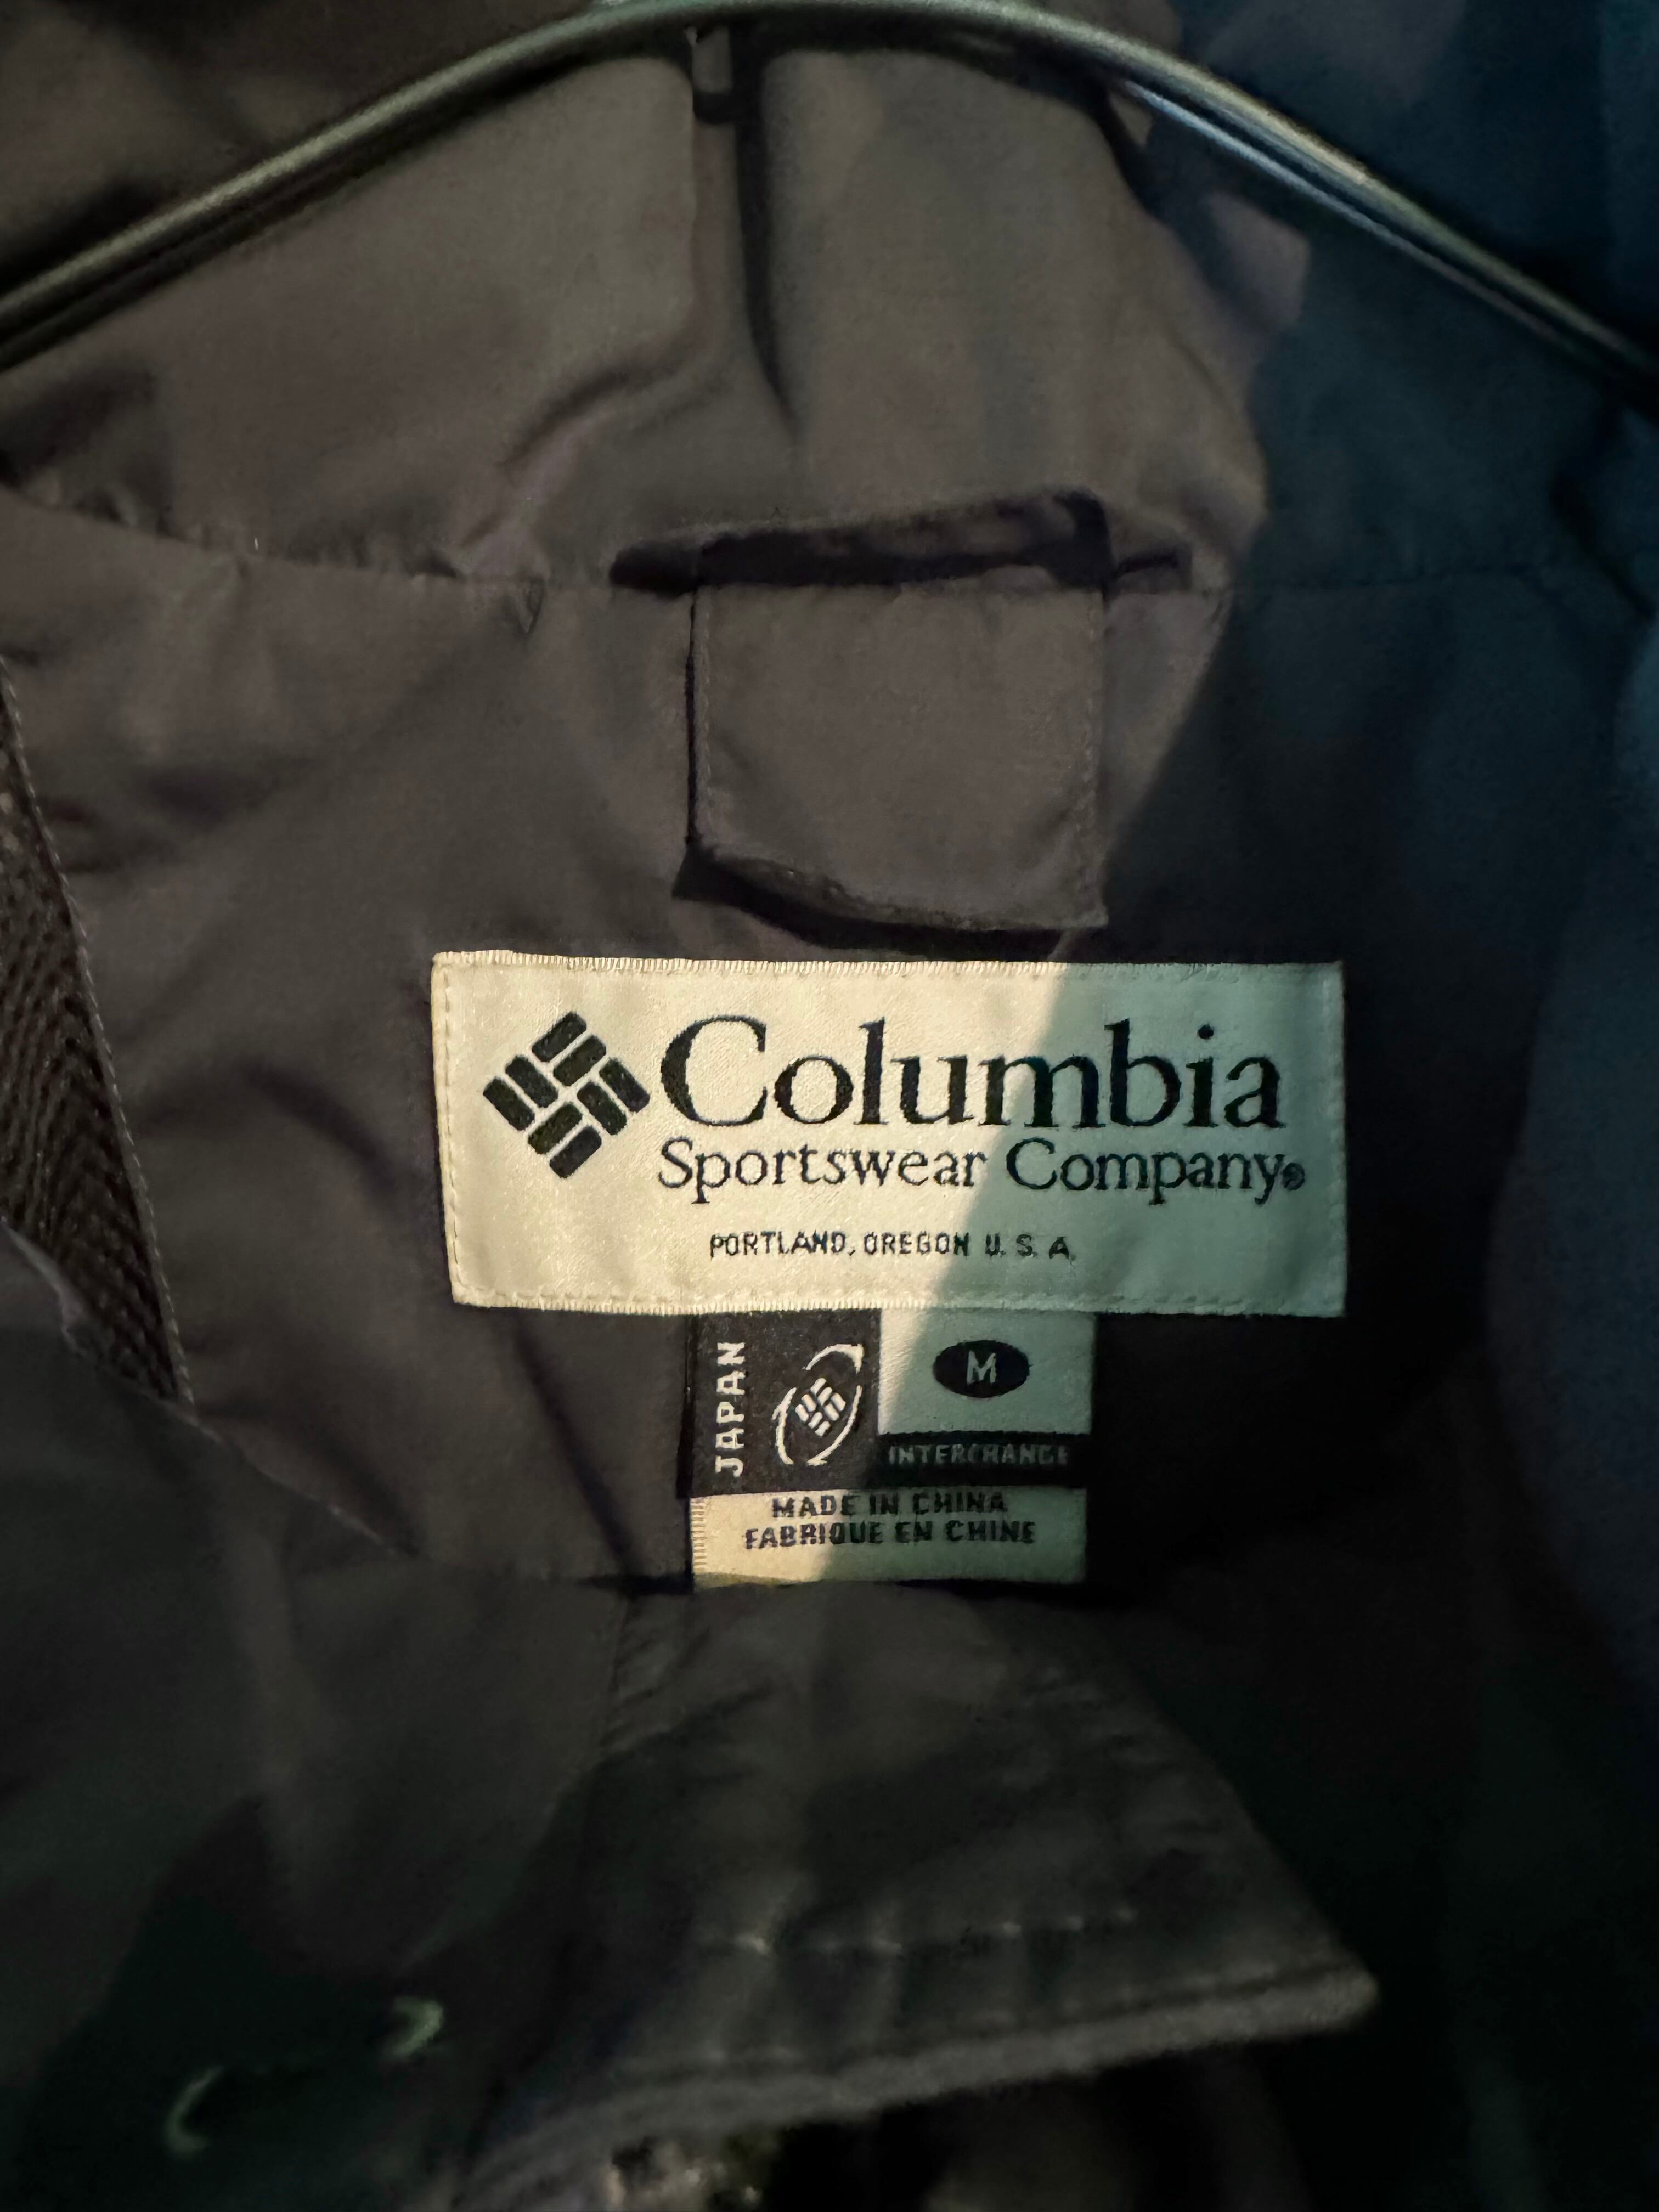 Columbia
Sportswear Company®
PORTLAND, OREGON U.S.A.
JAPAN
M
INTERCHANGE
MADE IN CHINA
FABRIQUE EN CHINE